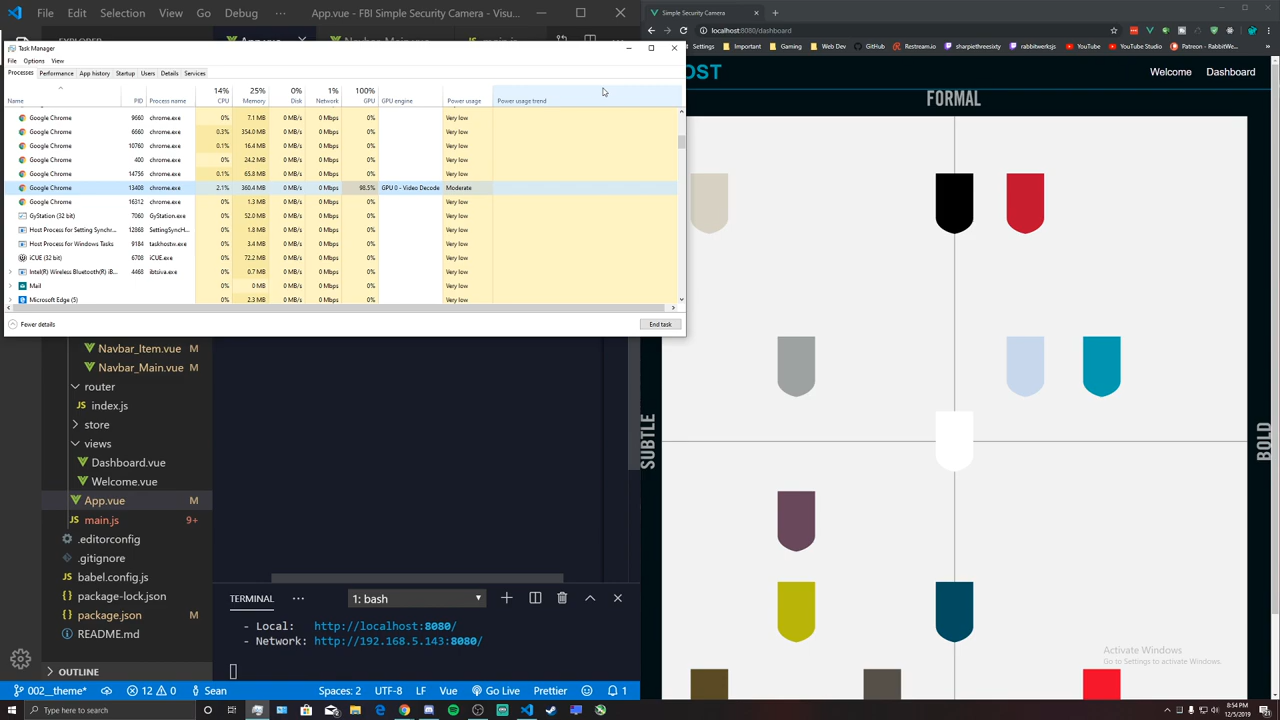 File Edit Selection View Go Debug ··· App.vue - FBI Simple Security Camera - Visu...
Simple Security Camera
localhost:8080/dashboard
Settings Important Gaming Web Dev GitHub Restream.io sharpiethreesixty rabbitwerksjs YouTube YouTube Studio Patreon - RabbitWe... »
Task Manager
File Options View
Processes Performance App history Startup Users Details Services
14% 25% 0% 1% 100%
Name PID Process name CPU Memory Disk Network GPU GPU engine Power usage Power usage trend
Google Chrome 9660 chrome.exe 0% 7.1 MB 0 MB/s 0 Mbps 0% Very low
Google Chrome 6660 chrome.exe 0.3% 354.0 MB 0 MB/s 0 Mbps 0% Very low
Google Chrome 10760 chrome.exe 0.1% 16.4 MB 0 MB/s 0 Mbps 0% Very low
Google Chrome 400 chrome.exe 0% 24.2 MB 0 MB/s 0 Mbps 0% Very low
Google Chrome 14756 chrome.exe 0.1% 65.8 MB 0 MB/s 0 Mbps 0% Very low
Google Chrome 13408 chrome.exe 2.1% 360.4 MB 0 MB/s 0 Mbps 98.5% GPU 0 - Video Decode Moderate
Google Chrome 16312 chrome.exe 0% 1.3 MB 0 MB/s 0 Mbps 0% Very low
GyStation (32 bit) 7060 GyStation.exe 0% 52.0 MB 0 MB/s 0 Mbps 0% Very low
Host Process for Setting Synchr... 12868 SettingSyncH... 0% 1.8 MB 0 MB/s 0 Mbps 0% Very low
Host Process for Windows Tasks 9184 taskhostw.exe 0% 3.4 MB 0 MB/s 0 Mbps 0% Very low
iCUE (32 bit) 6708 iCUE.exe 0% 72.2 MB 0 MB/s 0 Mbps 0% Very low
Intel(R) Wireless Bluetooth(R) iB... 4468 ibtsiva.exe 0% 0.7 MB 0 MB/s 0 Mbps 0% Very low
Mail 0% 0 MB 0 MB/s 0 Mbps 0% Very low
Microsoft Edge (5) 0% 2.3 MB 0 MB/s 0 Mbps 0% Very low
Fewer details End task
OST Welcome Dashboard
FORMAL
SUBTLE
BOLD
Navbar_Item.vue M
Navbar_Main.vue M
router
index.js
store
views
Dashboard.vue
Welcome.vue
App.vue M
main.js 9+
.editorconfig
.gitignore
babel.config.js
package-lock.json
package.json M
README.md
OUTLINE
TERMINAL ··· 1: bash
- Local: http://localhost:8080/
- Network: http://192.168.5.143:8080/
Activate Windows
Go to Settings to activate Windows.
002__theme* 12 0 Sean Spaces: 2 UTF-8 LF Vue Go Live Prettier 1
Type here to search
8:54 PM
12/5/2019